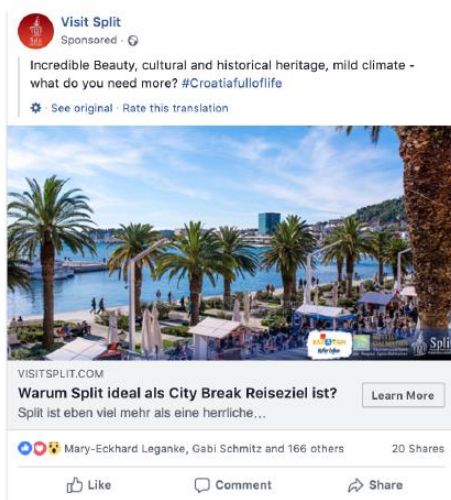 Visit Split
Sponsored ·
Incredible Beauty, cultural and historical heritage, mild climate -
what do you need more? #Croatiafulloflife
· See original · Rate this translation
Split
VISITSPLIT.COM
Warum Split ideal als City Break Reiseziel ist?
Learn More
Split ist eben viel mehr als eine herrliche...
Mary-Eckhard Leganke, Gabi Schmitz and 166 others
20 Shares
Like
Comment
Share